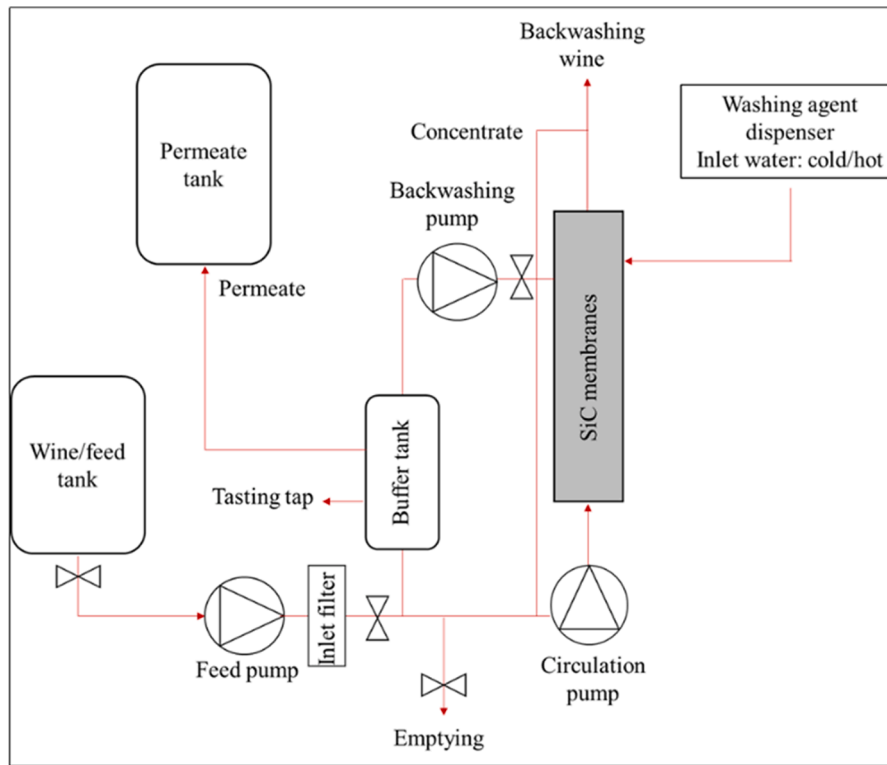 Backwashing
wine
Washing agent
dispenser
Inlet water: cold/hot
Concentrate
Permeate
tank
Backwashing
pump
Permeate
SiC membranes
Wine/feed
tank
Buffer tank
Tasting tap
Inlet filter
Feed pump
Circulation
pump
Emptying